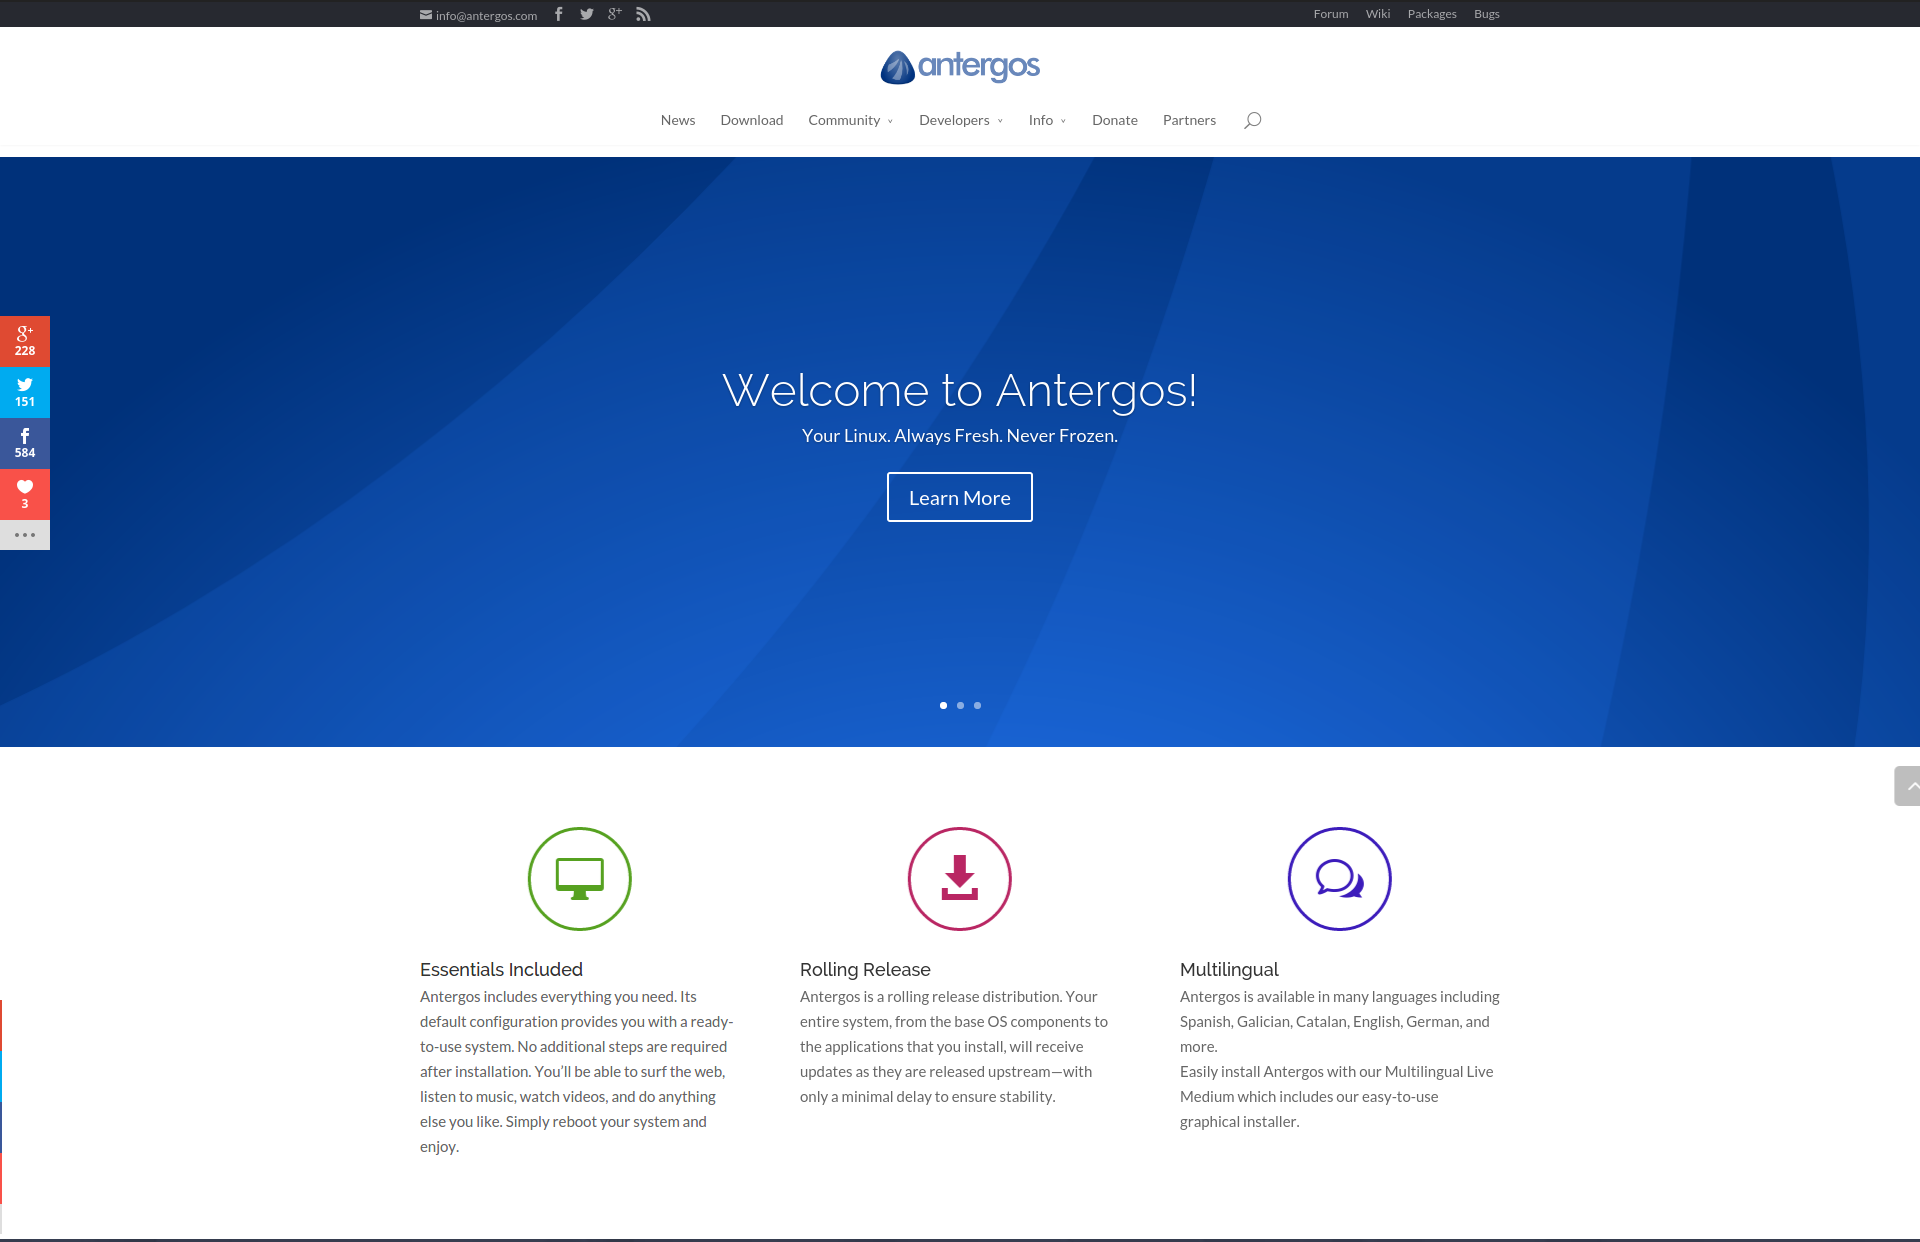 info@antergos.com
Forum Wiki Packages Bugs
antergos
News Download Community Developers Info Donate Partners
228
151
584
3
Welcome to Antergos!
Your Linux. Always Fresh. Never Frozen.
Learn More
Essentials Included
Antergos includes everything you need. Its
default configuration provides you with a ready-
to-use system. No additional steps are required
after installation. You’ll be able to surf the web,
listen to music, watch videos, and do anything
else you like. Simply reboot your system and
enjoy.
Rolling Release
Antergos is a rolling release distribution. Your
entire system, from the base OS components to
the applications that you install, will receive
updates as they are released upstream—with
only a minimal delay to ensure stability.
Multilingual
Antergos is available in many languages including
Spanish, Galician, Catalan, English, German, and
more.
Easily install Antergos with our Multilingual Live
Medium which includes our easy-to-use
graphical installer.